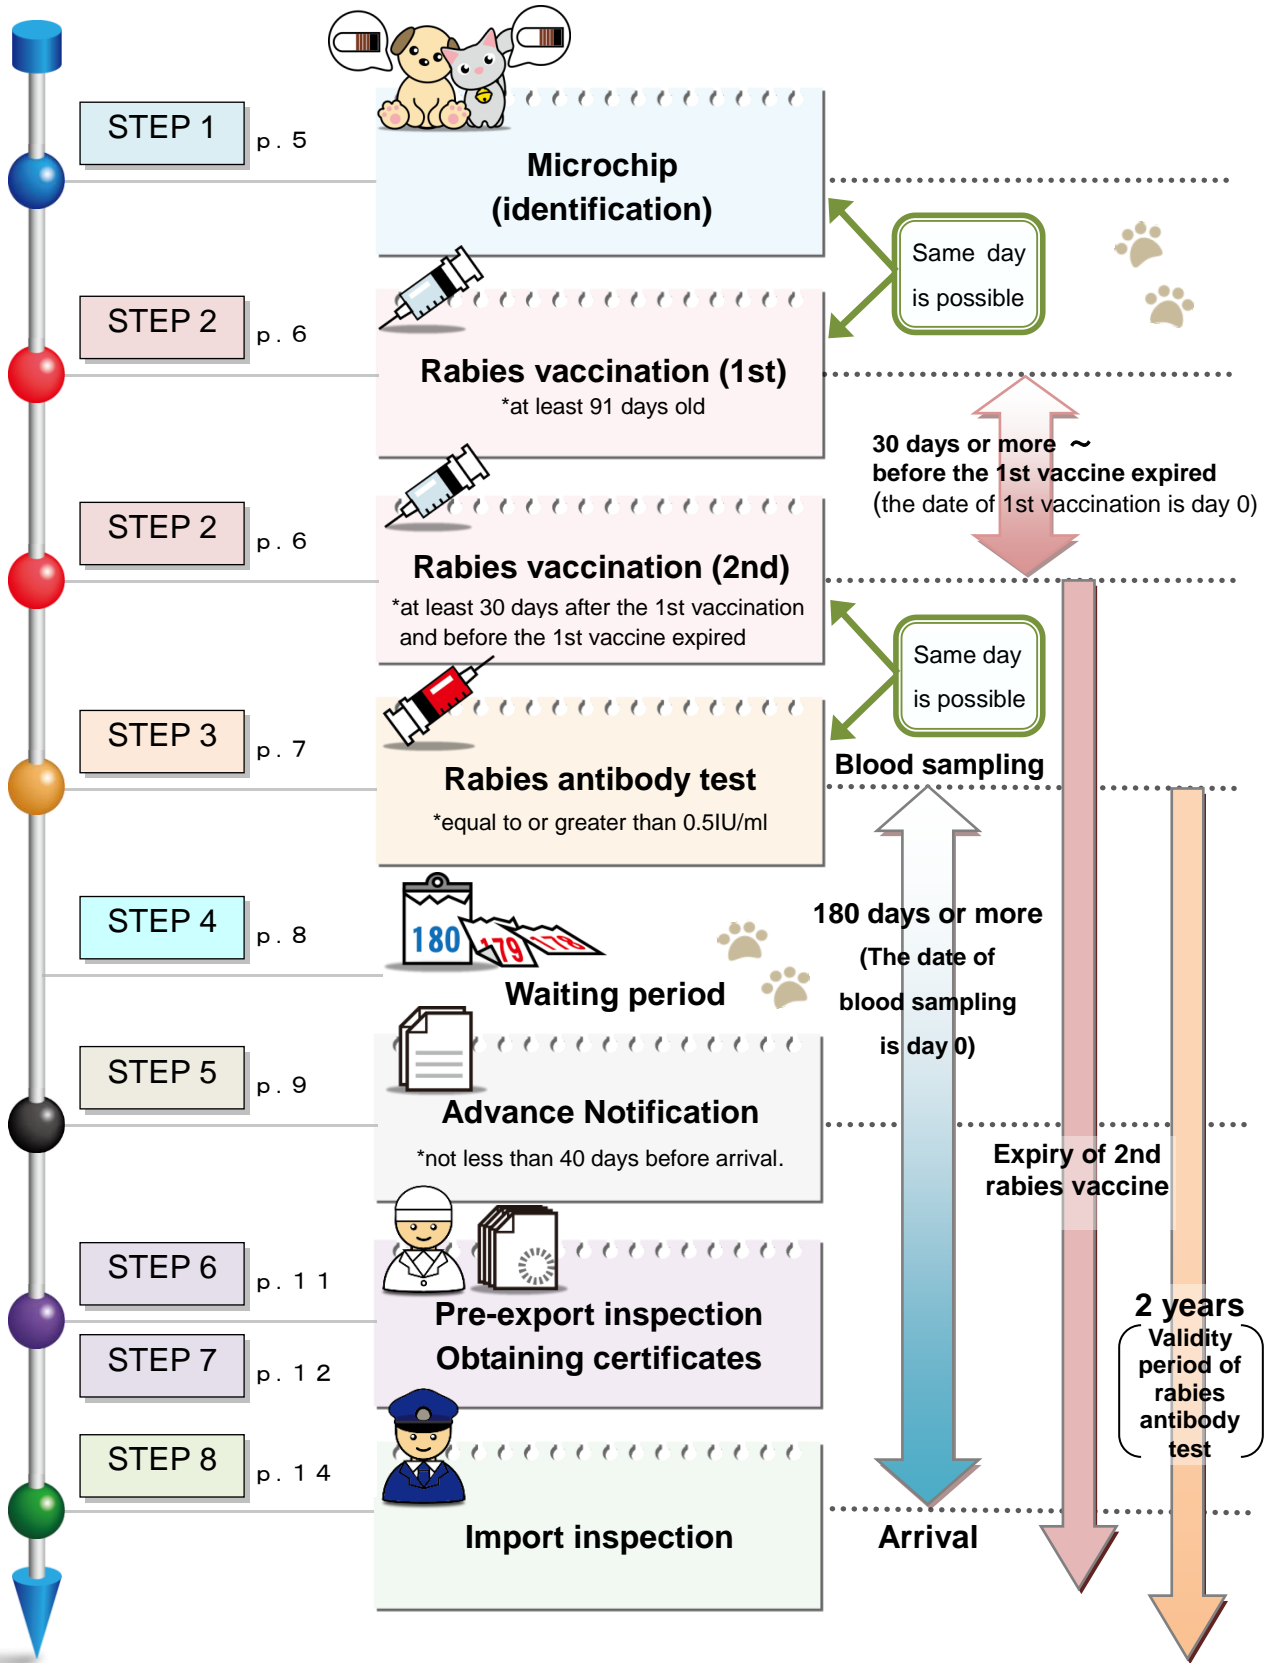 STEP 1
p. 5
Microchip
(identification)
Same day
is possible
STEP 2
p. 6
Rabies vaccination (1st)
*at least 91 days old
30 days or more ～
before the 1st vaccine expired
(the date of 1st vaccination is day 0)
STEP 2
p. 6
Rabies vaccination (2nd)
*at least 30 days after the 1st vaccination
and before the 1st vaccine expired
Same day
is possible
STEP 3
p. 7
Rabies antibody test
*equal to or greater than 0.5IU/ml
Blood sampling
STEP 4
p. 8
180
179
178
Waiting period
180 days or more
(The date of
blood sampling
is day 0)
STEP 5
p. 9
Advance Notification
*not less than 40 days before arrival.
Expiry of 2nd
rabies vaccine
STEP 6
p. 11
Pre-export inspection
Obtaining certificates
STEP 7
p. 12
2 years
Validity
period of
rabies
antibody
test
STEP 8
p. 14
Import inspection
Arrival